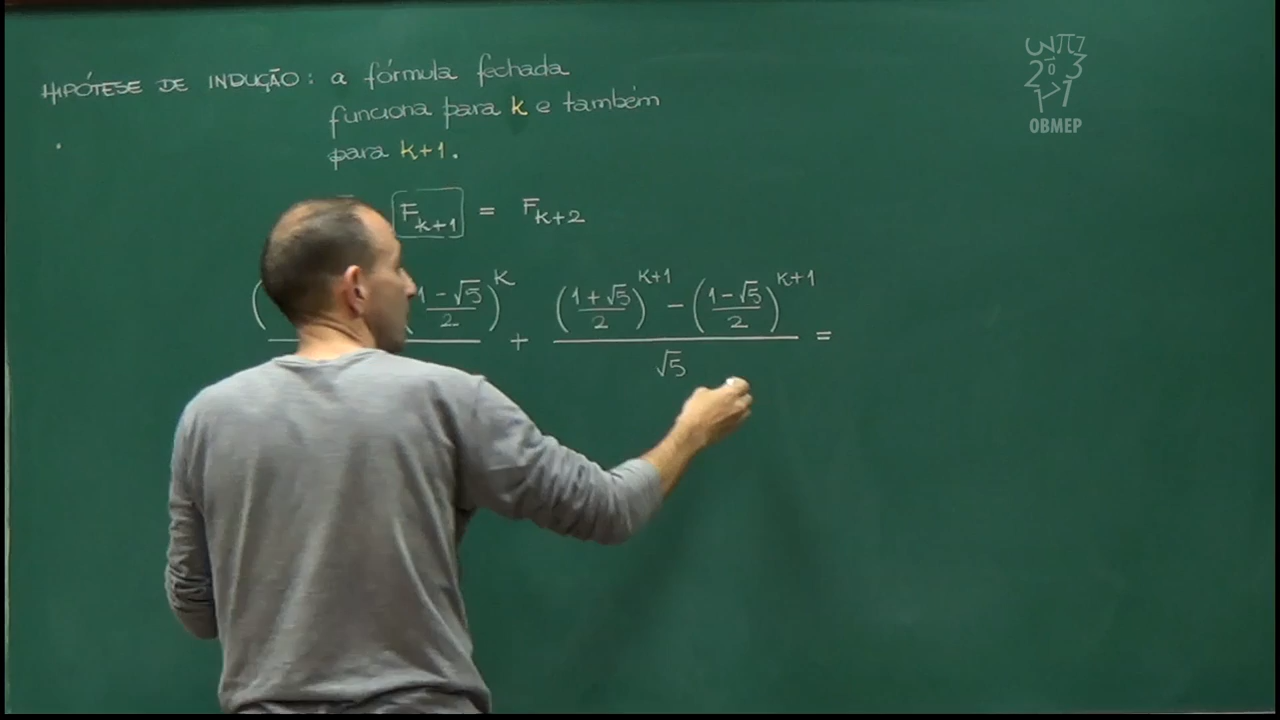 HIPÓTESE DE INDUÇÃO: a fórmula fechada
funciona para k e também
para k+1.
F_{k+1} = F_{k+2}
( (1-√5)/2 )^k + ( ((1+√5)/2)^{k+1} - ((1-√5)/2)^{k+1} ) / √5 =
OBMEP